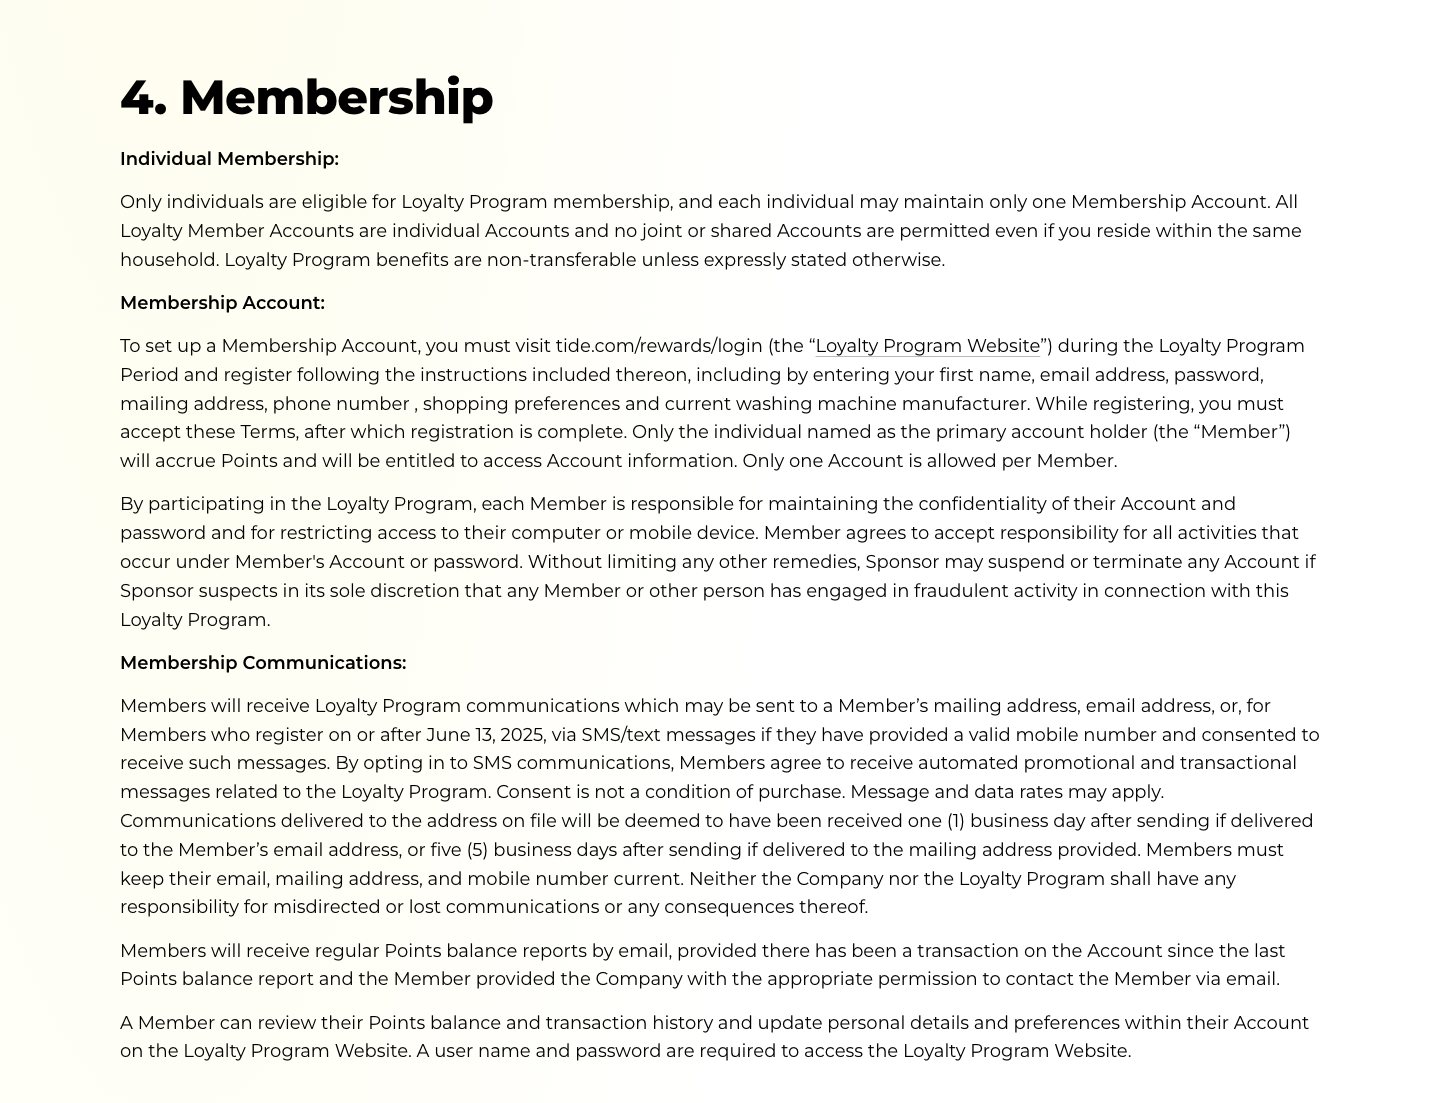 4. Membership
Individual Membership:
Only individuals are eligible for Loyalty Program membership, and each individual may maintain only one Membership Account. All
Loyalty Member Accounts are individual Accounts and no joint or shared Accounts are permitted even if you reside within the same
household. Loyalty Program benefits are non-transferable unless expressly stated otherwise.
Membership Account:
To set up a Membership Account, you must visit tide.com/rewards/login (the “Loyalty Program Website”) during the Loyalty Program
Period and register following the instructions included thereon, including by entering your first name, email address, password,
mailing address, phone number , shopping preferences and current washing machine manufacturer. While registering, you must
accept these Terms, after which registration is complete. Only the individual named as the primary account holder (the “Member”)
will accrue Points and will be entitled to access Account information. Only one Account is allowed per Member.
By participating in the Loyalty Program, each Member is responsible for maintaining the confidentiality of their Account and
password and for restricting access to their computer or mobile device. Member agrees to accept responsibility for all activities that
occur under Member's Account or password. Without limiting any other remedies, Sponsor may suspend or terminate any Account if
Sponsor suspects in its sole discretion that any Member or other person has engaged in fraudulent activity in connection with this
Loyalty Program.
Membership Communications:
Members will receive Loyalty Program communications which may be sent to a Member’s mailing address, email address, or, for
Members who register on or after June 13, 2025, via SMS/text messages if they have provided a valid mobile number and consented to
receive such messages. By opting in to SMS communications, Members agree to receive automated promotional and transactional
messages related to the Loyalty Program. Consent is not a condition of purchase. Message and data rates may apply.
Communications delivered to the address on file will be deemed to have been received one (1) business day after sending if delivered
to the Member’s email address, or five (5) business days after sending if delivered to the mailing address provided. Members must
keep their email, mailing address, and mobile number current. Neither the Company nor the Loyalty Program shall have any
responsibility for misdirected or lost communications or any consequences thereof.
Members will receive regular Points balance reports by email, provided there has been a transaction on the Account since the last
Points balance report and the Member provided the Company with the appropriate permission to contact the Member via email.
A Member can review their Points balance and transaction history and update personal details and preferences within their Account
on the Loyalty Program Website. A user name and password are required to access the Loyalty Program Website.